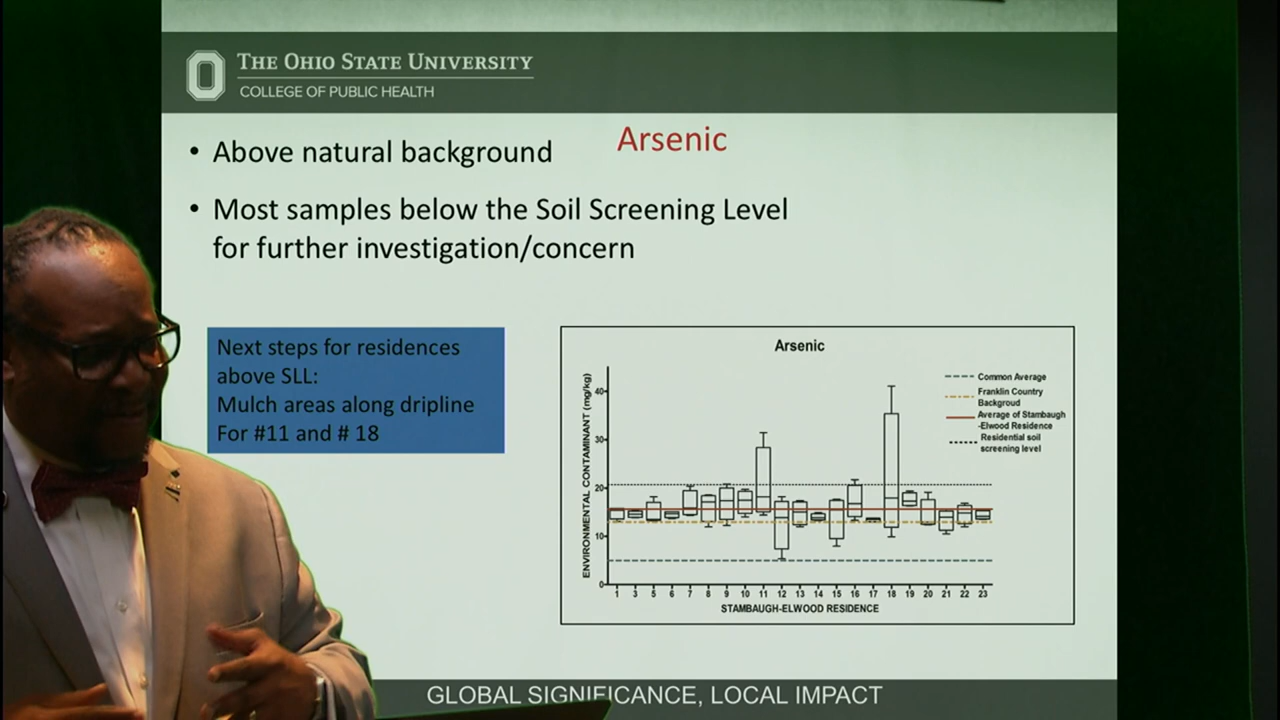 THE OHIO STATE UNIVERSITY
COLLEGE OF PUBLIC HEALTH
Arsenic
• Above natural background
• Most samples below the Soil Screening Level
for further investigation/concern
Next steps for residences
above SLL:
Mulch areas along dripline
For #11 and # 18
Arsenic
ENVIRONMENTAL CONTAMINANT (mg/kg)
40
30
20
10
0
Common Average
Franklin Country
Backgroud
Average of Stambaugh
-Elwood Residence
Residential soil
screening level
1 3 5 6 7 8 9 10 11 12 13 14 15 16 17 18 19 20 21 22 23
STAMBAUGH-ELWOOD RESIDENCE
GLOBAL SIGNIFICANCE, LOCAL IMPACT